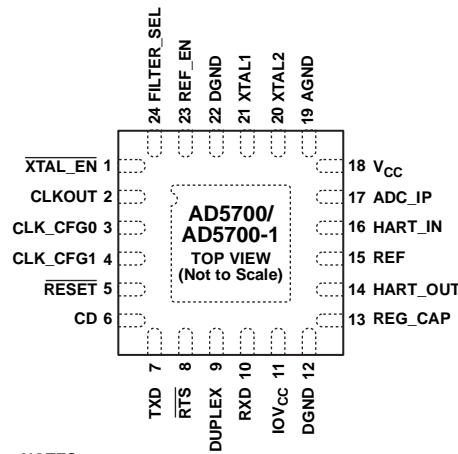 24 FILTER_SEL
23 REF_EN
22 DGND
21 XTAL1
20 XTAL2
19 AGND
XTAL_EN 1
CLKOUT 2
CLK_CFG0 3
CLK_CFG1 4
RESET 5
CD 6
AD5700/
AD5700-1
TOP VIEW
(Not to Scale)
18 VCC
17 ADC_IP
16 HART_IN
15 REF
14 HART_OUT
13 REG_CAP
TXD 7
RTS 8
DUPLEX 9
RXD 10
IOVCC 11
DGND 12